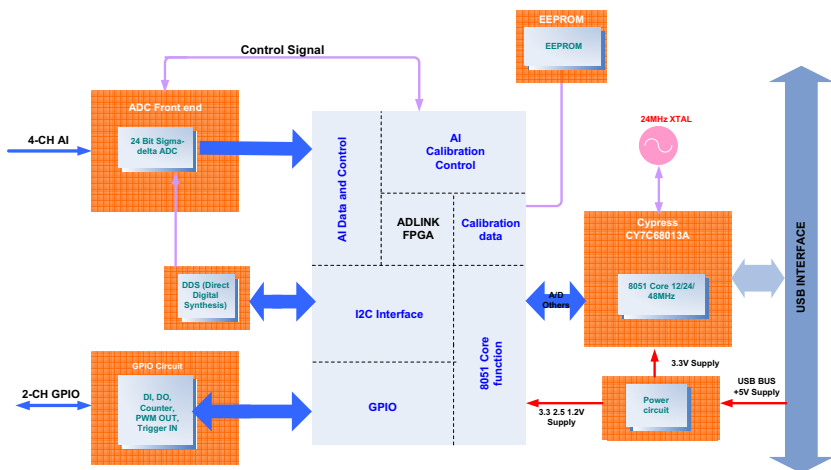 EEPROM
EEPROM
Control Signal
ADC Front end
4-CH AI
24 Bit Sigma-
delta ADC
AI Data and Control
AI
Calibration
Control
24MHz XTAL
ADLINK
FPGA
Calibration
data
Cypress
CY7C68013A
USB INTERFACE
DDS (Direct
Digital
Synthesis)
I2C Interface
8051 Core
function
A/D
Others
8051 Core 12/24/
48MHz
GPIO Circuit
3.3V Supply
2-CH GPIO
DI, DO,
Counter,
PWM OUT,
Trigger IN
GPIO
3.3 2.5 1.2V
Supply
Power
circuit
USB BUS
+5V Supply